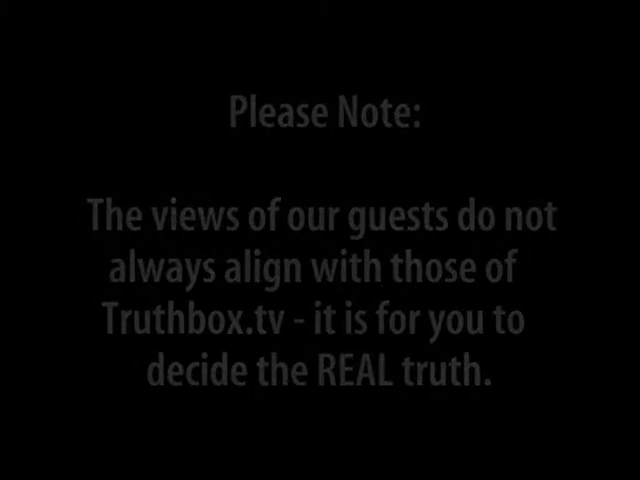 Please Note:
The views of our guests do not
always align with those of
Truthbox.tv - it is for you to
decide the REAL truth.